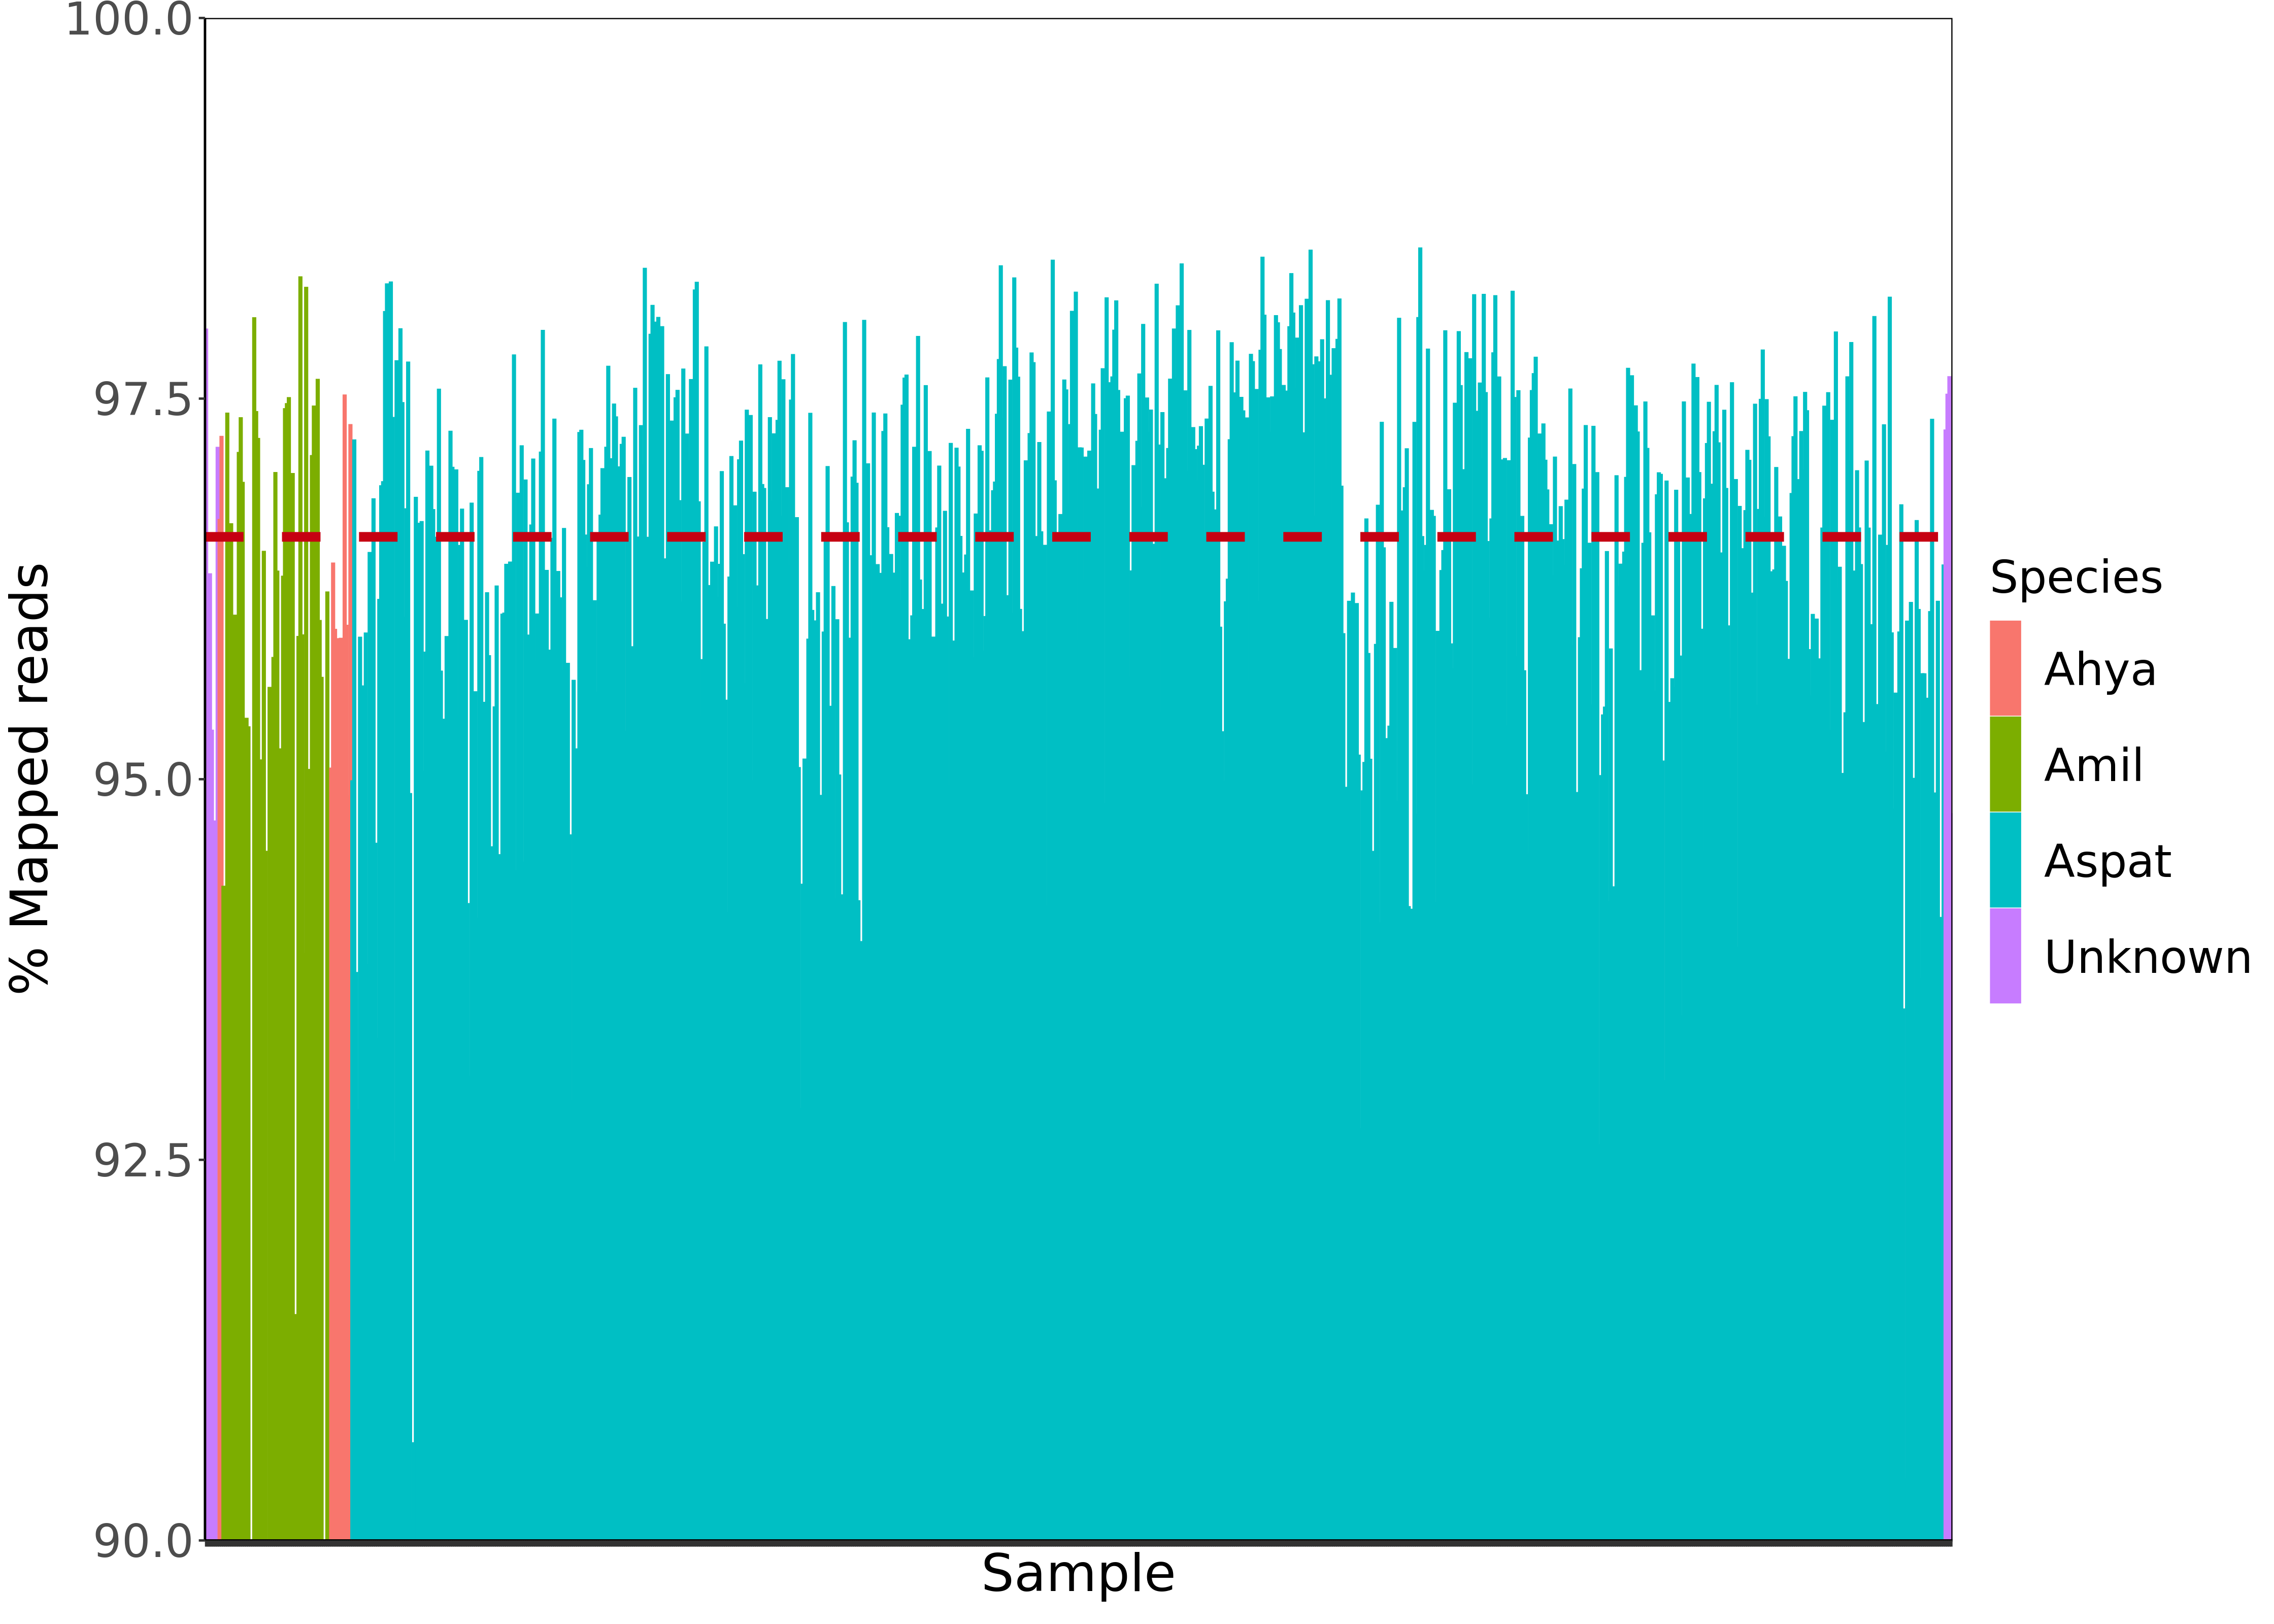 100.0
97.5
95.0
92.5
90.0
% Mapped reads
Sample
Species
Ahya
Amil
Aspat
Unknown